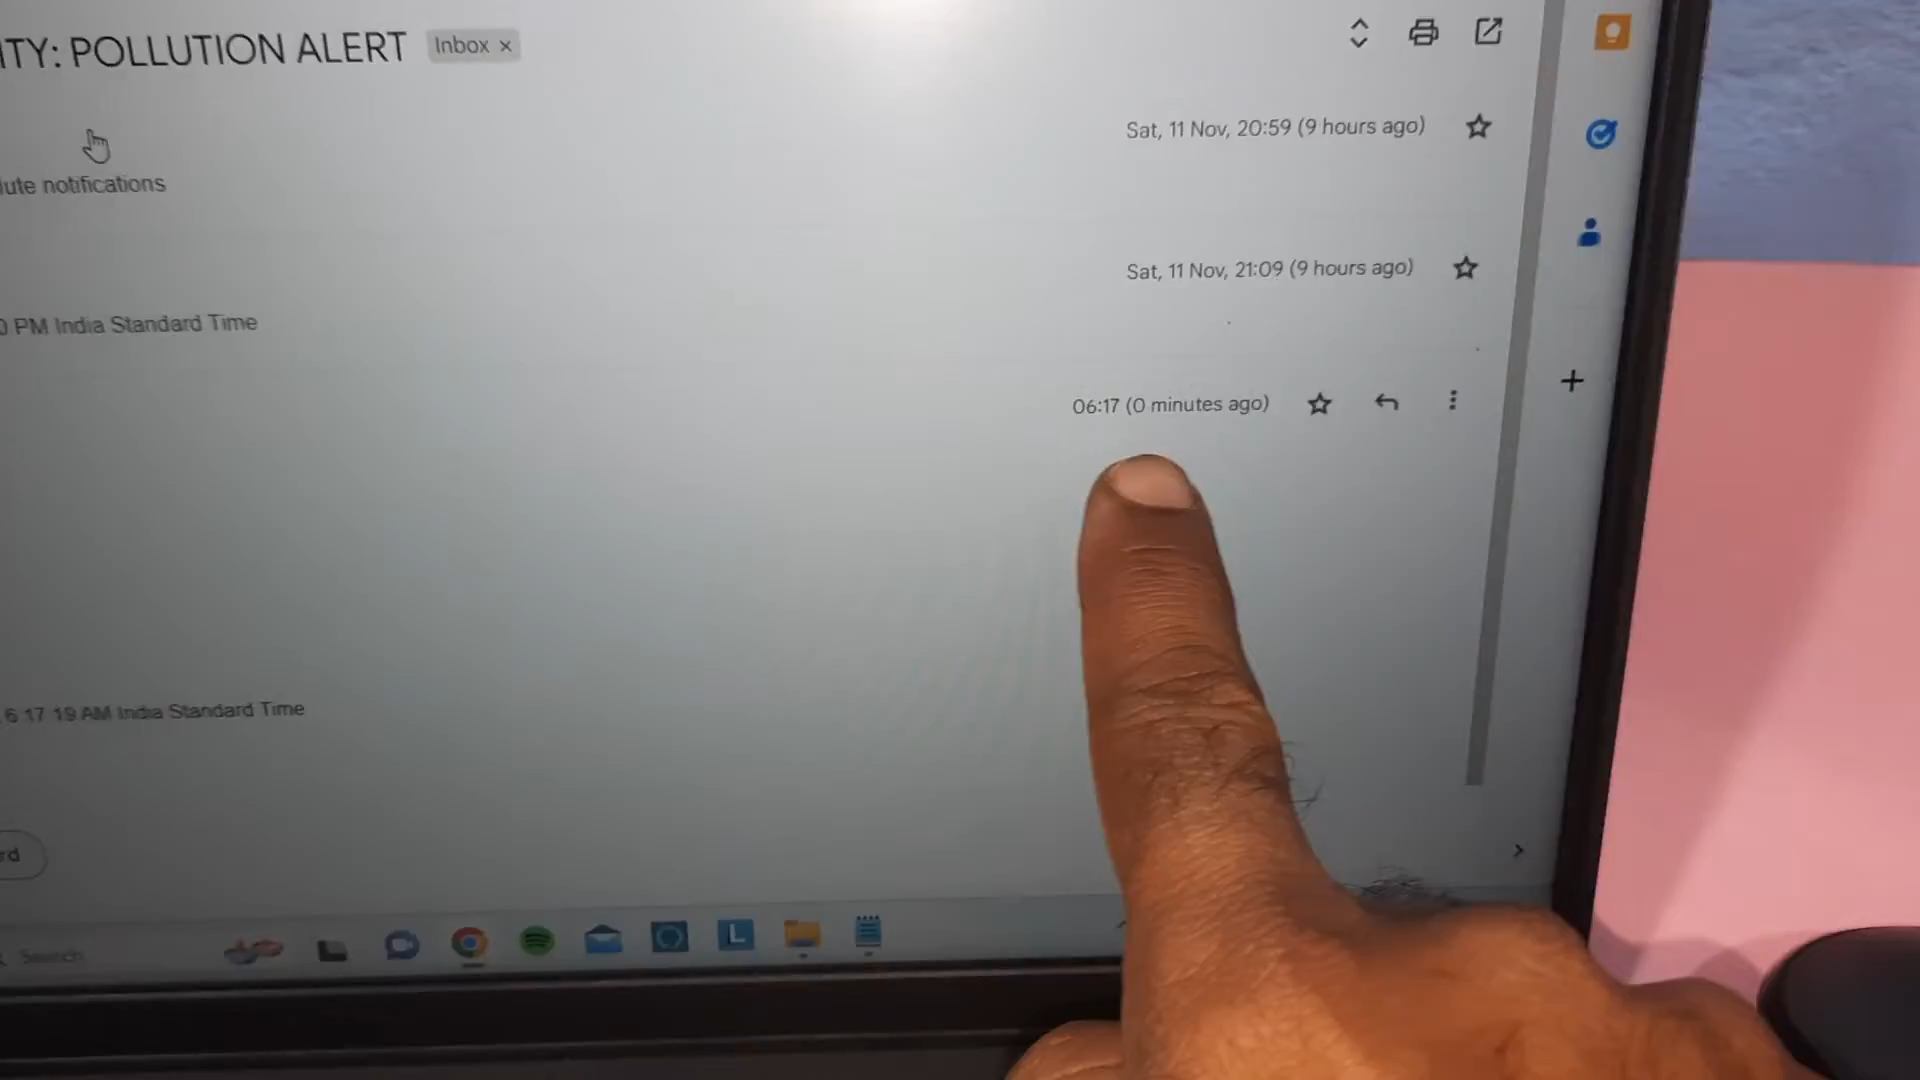 ITY: POLLUTION ALERT Inbox ×
Sat, 11 Nov, 20:59 (9 hours ago)
ute notifications
Sat, 11 Nov, 21:09 (9 hours ago)
0 PM India Standard Time
06:17 (0 minutes ago)
6 17 19 AM India Standard Time
rd
Search
L